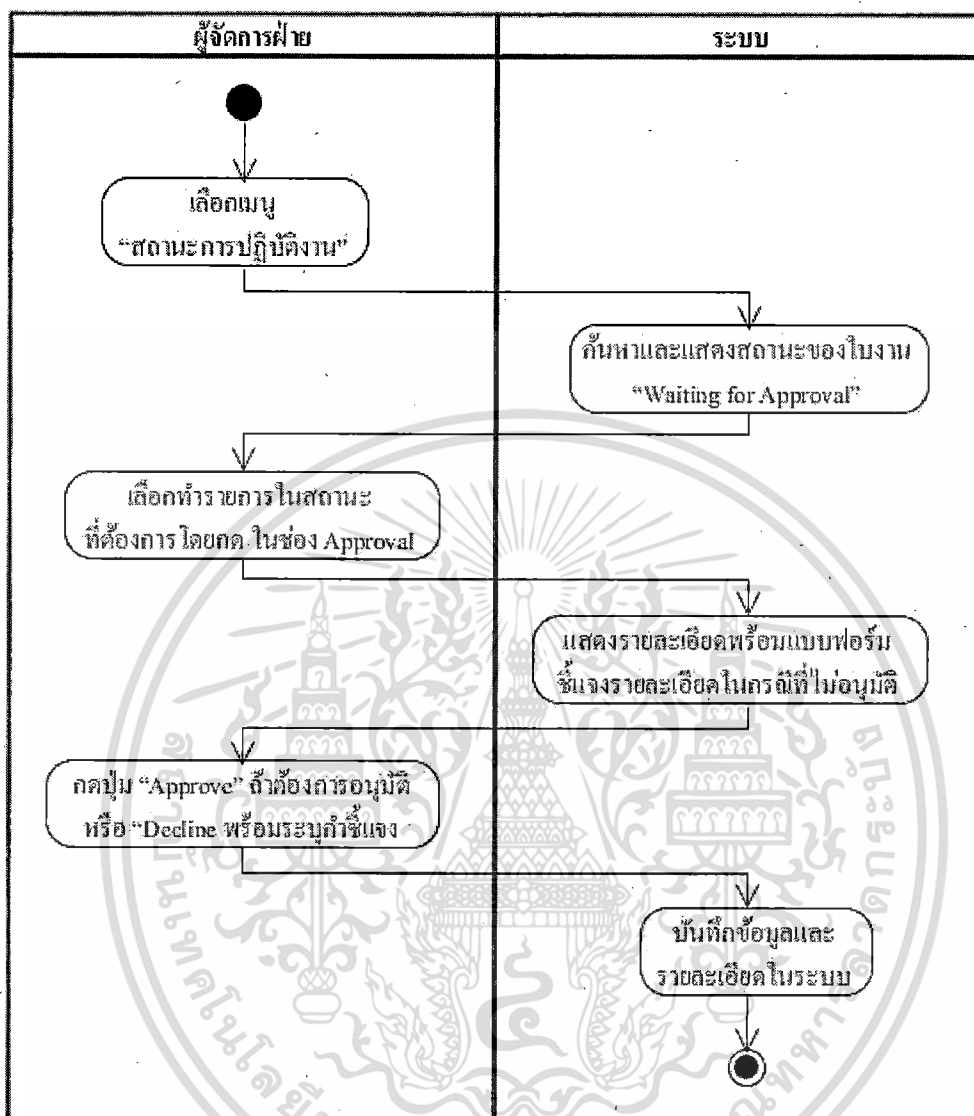 ผู้จัดการฝ่าย
ระบบ
เลือกเมนู
“สถานะการปฏิบัติงาน”
ค้นหาและแสดงสถานะของใบงาน
“Waiting for Approval”
เลือกทำรายการในสถานะ
ที่ต้องการ โดยกด ในช่อง Approval
แสดงรายละเอียดพร้อมแบบฟอร์ม
ชี้แจงรายละเอียดในกรณีที่ไม่อนุมัติ
กดปุ่ม “Approve” ถ้าต้องการอนุมัติ
หรือ “Decline พร้อมระบุคำชี้แจง
บันทึกข้อมูลและ
รายละเอียดในระบบ